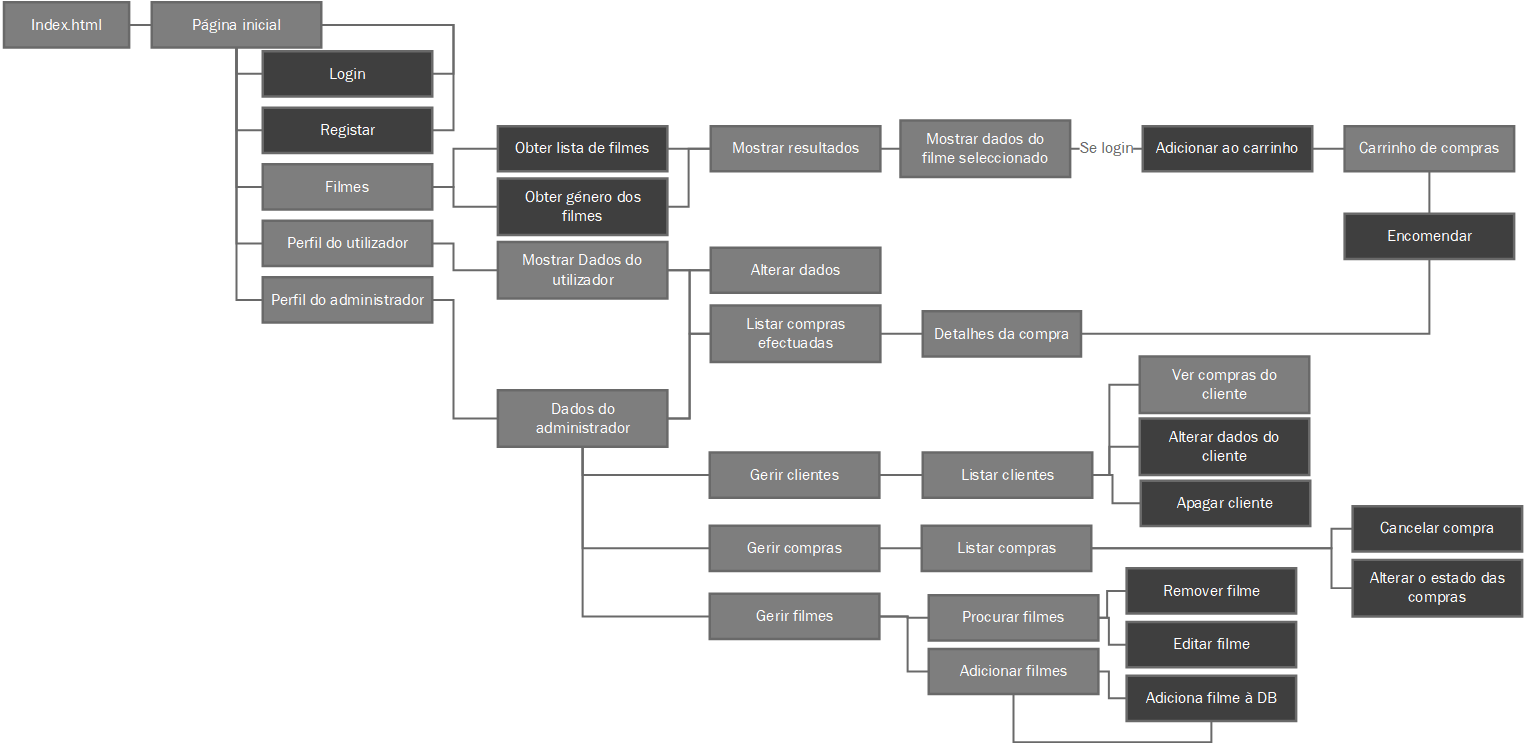 Index.html
Página inicial
Login
Registar
Filmes
Perfil do utilizador
Perfil do administrador
Obter lista de filmes
Obter género dos
filmes
Mostrar resultados
Mostrar dados do
filme seleccionado
Se login
Adicionar ao carrinho
Carrinho de compras
Encomendar
Mostrar Dados do
utilizador
Alterar dados
Listar compras
efectuadas
Detalhes da compra
Dados do
administrador
Gerir clientes
Listar clientes
Ver compras do
cliente
Alterar dados do
cliente
Apagar cliente
Gerir compras
Listar compras
Cancelar compra
Alterar o estado das
compras
Gerir filmes
Procurar filmes
Remover filme
Editar filme
Adicionar filmes
Adiciona filme à DB